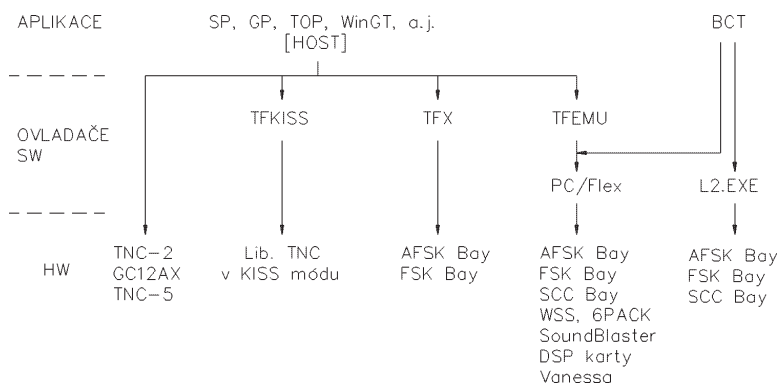 APLIKACE
SP, GP, TOP, WinGT, a.j.
[HOST]
BCT
OVLADAČE
SW
TFKISS
TFX
TFEMU
PC/Flex
L2.EXE
HW
TNC-2
GC12AX
TNC-5
Lib. TNC
v KISS módu
AFSK Bay
FSK Bay
AFSK Bay
FSK Bay
SCC Bay
WSS, 6PACK
SoundBlaster
DSP karty
Vanessa
AFSK Bay
FSK Bay
SCC Bay